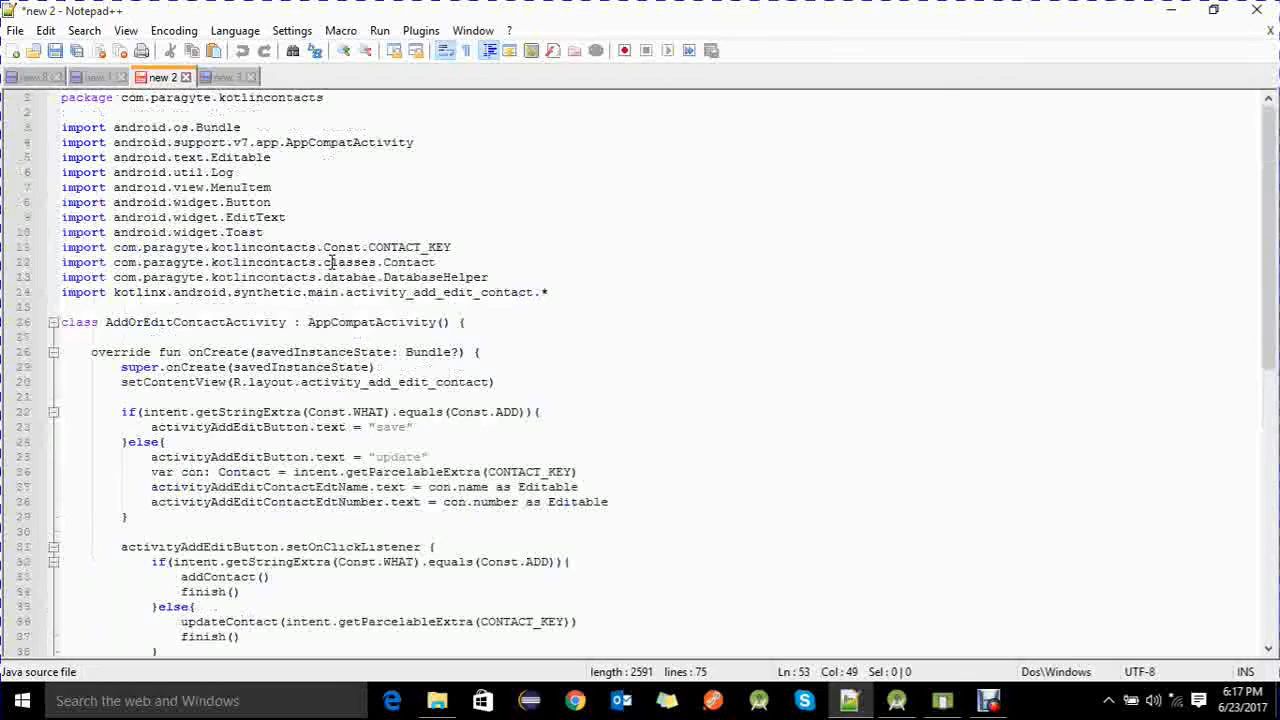 *new 2 - Notepad++
File Edit Search View Encoding Language Settings Macro Run Plugins Window ? X
new 2
package com.paragyte.kotlincontacts
import android.os.Bundle
import android.support.v7.app.AppCompatActivity
import android.text.Editable
import android.util.Log
import android.view.MenuItem
import android.widget.Button
import android.widget.EditText
import android.widget.Toast
import com.paragyte.kotlincontacts.Const.CONTACT_KEY
import com.paragyte.kotlincontacts.classes.Contact
import com.paragyte.kotlincontacts.databae.DatabaseHelper
import kotlinx.android.synthetic.main.activity_add_edit_contact.*
class AddOrEditContactActivity : AppCompatActivity() {
override fun onCreate(savedInstanceState: Bundle?) {
super.onCreate(savedInstanceState)
setContentView(R.layout.activity_add_edit_contact)
if(intent.getStringExtra(Const.WHAT).equals(Const.ADD)){
activityAddEditButton.text = "save"
}else{
activityAddEditButton.text = "update"
var con: Contact = intent.getParcelableExtra(CONTACT_KEY)
activityAddEditContactEdtName.text = con.name as Editable
activityAddEditContactEdtNumber.text = con.number as Editable
}
activityAddEditButton.setOnClickListener {
if(intent.getStringExtra(Const.WHAT).equals(Const.ADD)){
addContact()
finish()
}else{
updateContact(intent.getParcelableExtra(CONTACT_KEY))
finish()
}
Java source file length : 2591 lines : 75 Ln : 53 Col : 49 Sel : 0 | 0 Dos\Windows UTF-8 INS
Search the web and Windows
6:17 PM
6/23/2017